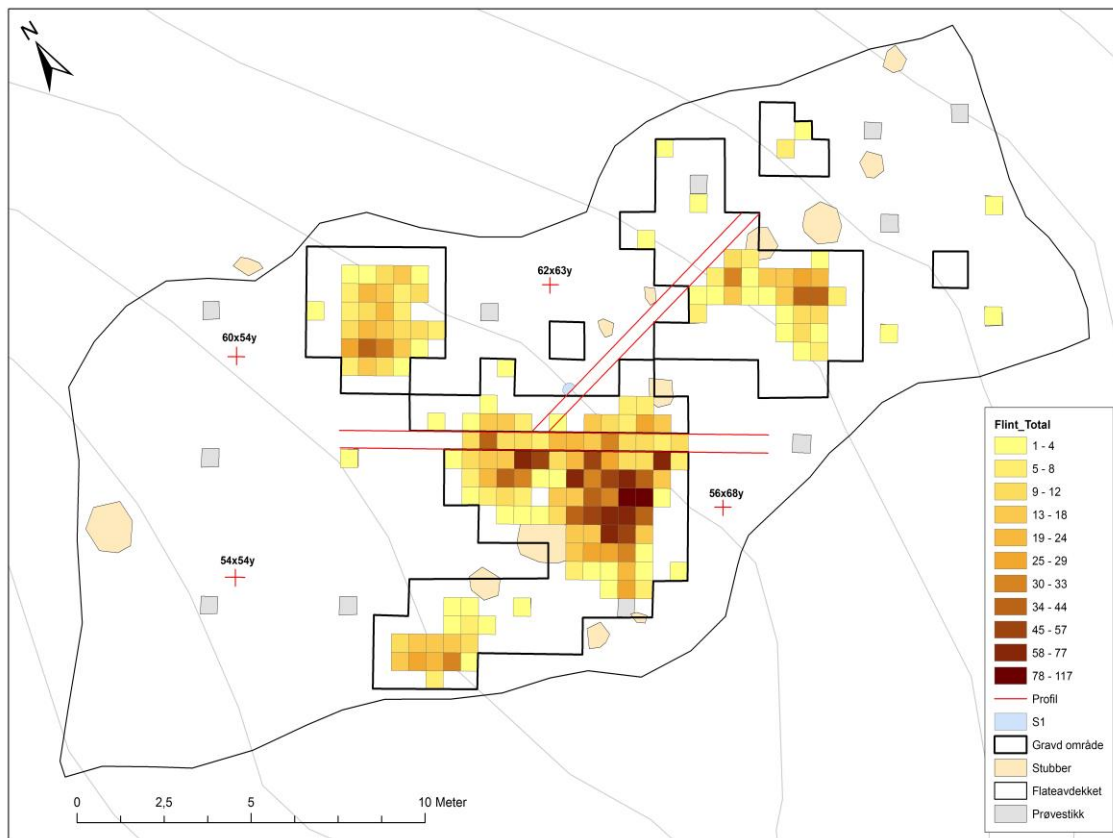 N
62x63y
60x54y
56x68y
54x54y
Flint_Total
1 - 4
5 - 8
9 - 12
13 - 18
19 - 24
25 - 29
30 - 33
34 - 44
45 - 57
58 - 77
78 - 117
Profil
S1
Gravd område
Stubber
Flateavdekket
Prøvestikk
0 2,5 5 10 Meter